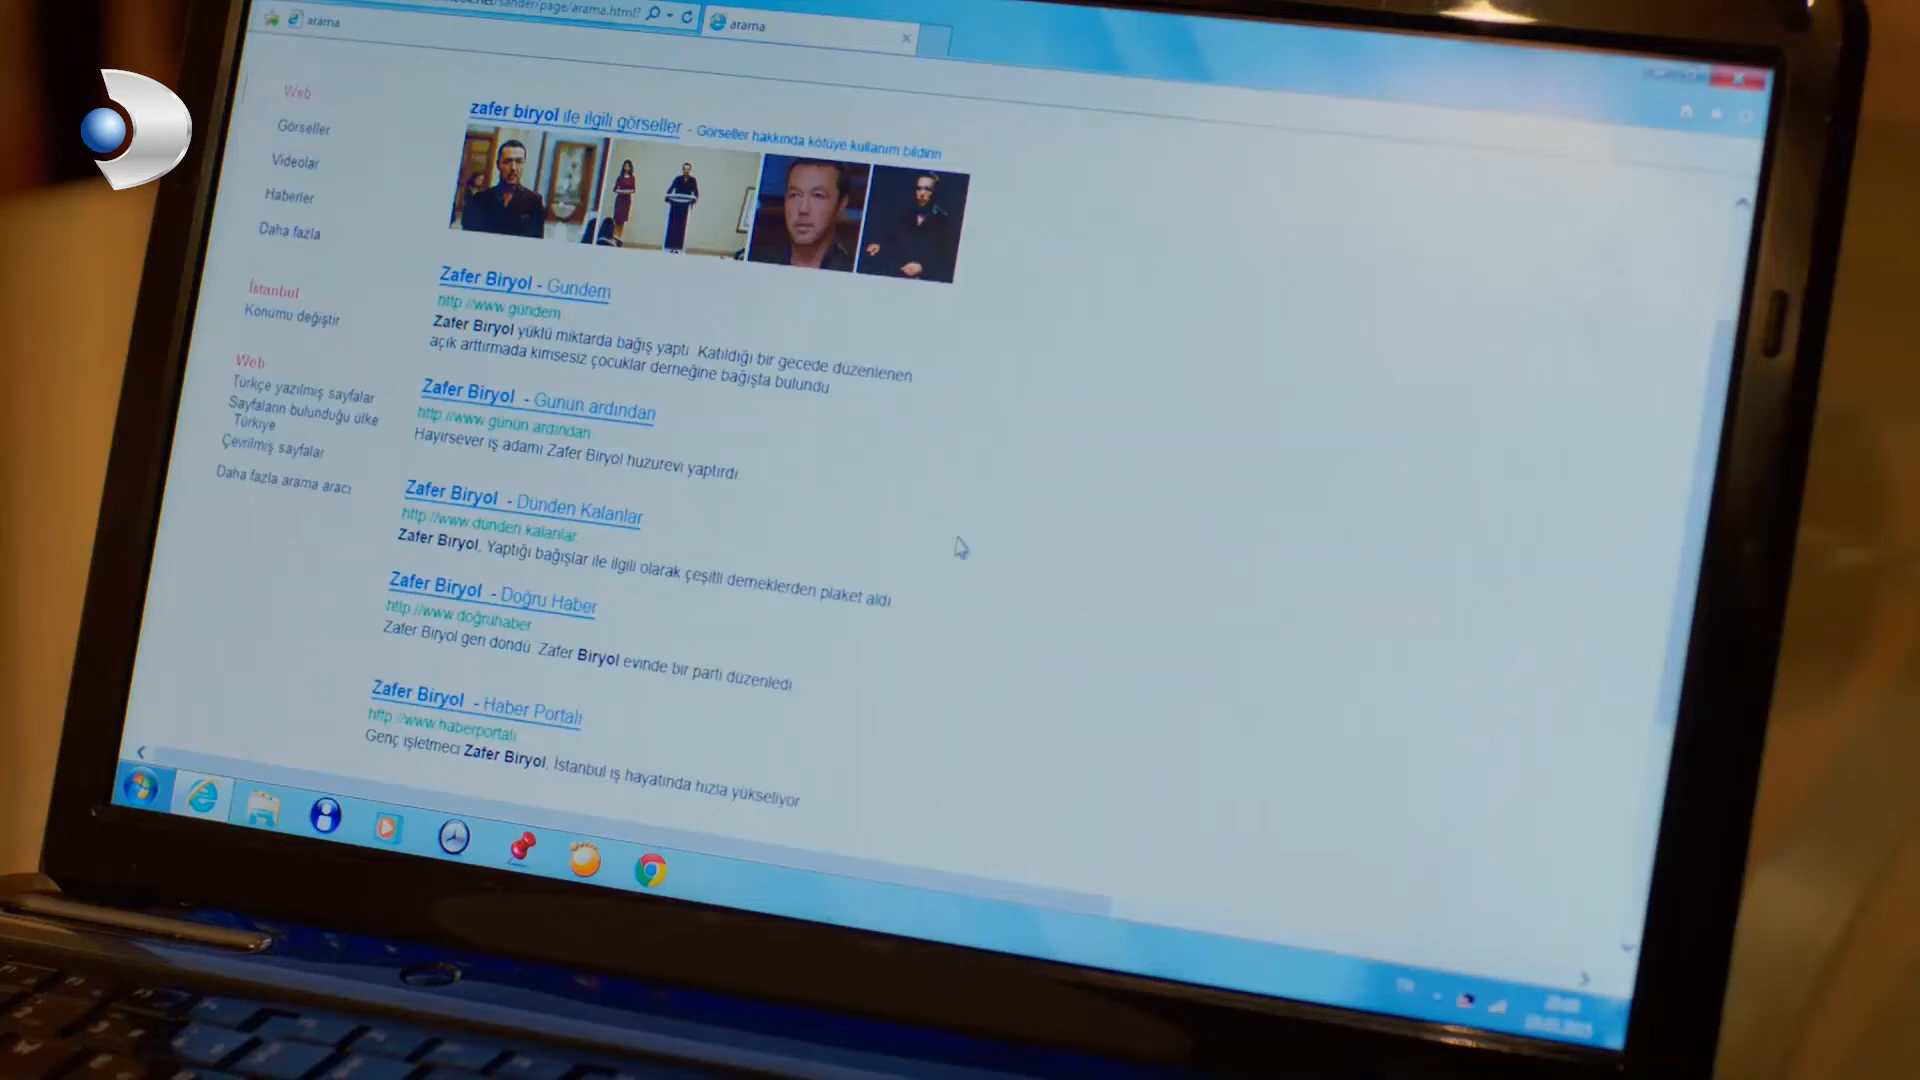 arama
arama
Web
Görseller
Videolar
Haberler
Daha fazla
İstanbul
Konumu değiştir
Web
Türkçe yazılmış sayfalar
Sayfaların bulunduğu ülke
Türkiye
Çevrilmiş sayfalar
Daha fazla arama aracı
zafer biryol ile ilgili görseller - Görseller hakkında kötüye kullanım bildirin
Zafer Biryol - Gundem
http://www.gündem
Zafer Biryol yüklü miktarda bağış yaptı. Katıldığı bir gecede düzenlenen
açık arttırmada kimsesiz çocuklar derneğine bağışta bulundu
Zafer Biryol - Günün ardından
http://www.günün ardından
Hayırsever iş adamı Zafer Biryol huzurevi yaptırdı.
Zafer Biryol - Dünden Kalanlar
http://www.dünden kalanlar
Zafer Biryol, Yaptığı bağışlar ile ilgili olarak çeşitli derneklerden plaket aldı
Zafer Biryol - Doğru Haber
http://www.doğruhaber
Zafer Biryol geri döndü. Zafer Biryol evinde bir parti düzenledi
Zafer Biryol - Haber Portalı
http://www.haberportalı
Genç işletmeci Zafer Biryol, İstanbul iş hayatında hızla yükseliyor